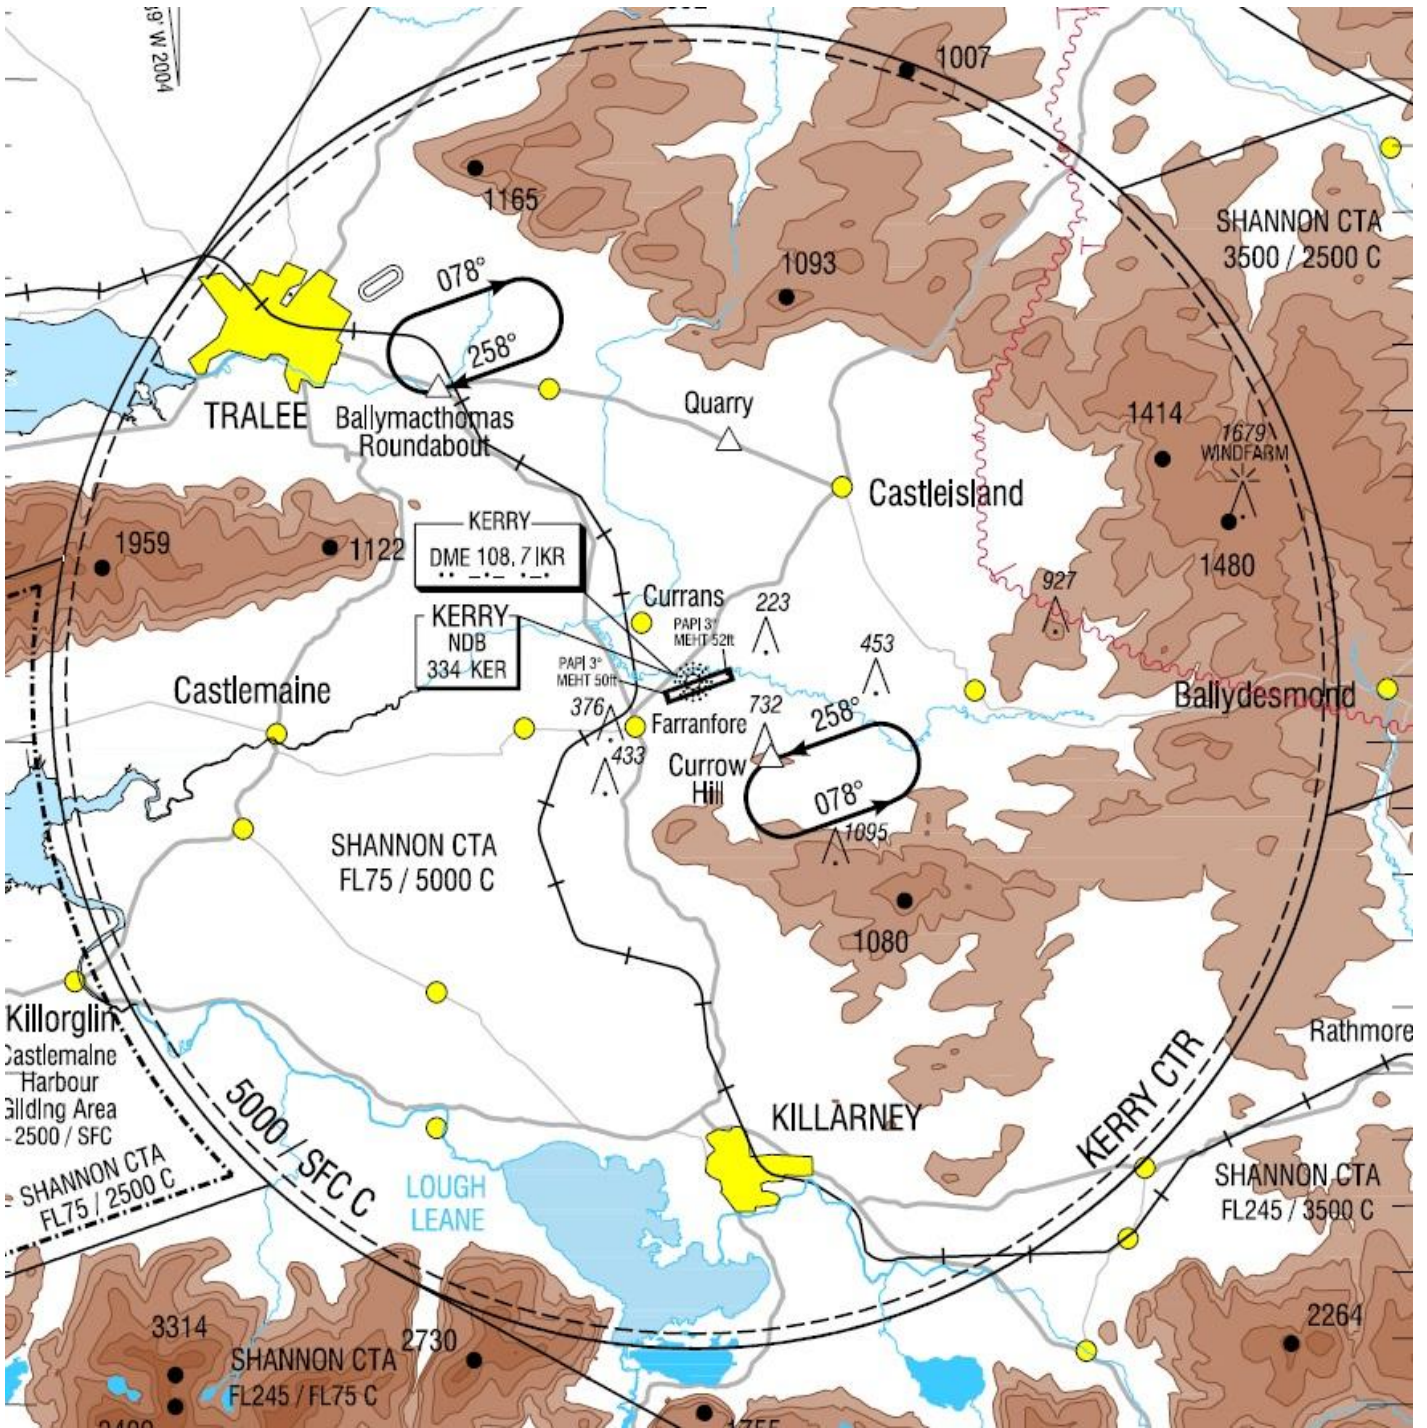 9' W 2004
1007
1165
SHANNON CTA
3500 / 2500 C
078°
1093
258°
TRALEE
Ballymacthomas
Roundabout
Quarry
1414
1679
WINDFARM
Castleisland
1959
1122
KERRY
DME 108.7 IKR
1480
Currans
223
927
PAPI 3°
MEHT 52ft
KERRY
NDB
334 KER
453
PAPI 3°
MEHT 50ft
Castlemaine
376
Farranfore
732
258°
Ballydesmond
433
Currow
Hill
078°
1095
SHANNON CTA
FL75 / 5000 C
1080
Killorglin
Castlemaine
Harbour
Gliding Area
2500 / SFC
Rathmore
KERRY CTR
5000 / SFC C
KILLARNEY
SHANNON CTA
FL75 / 2500 C
LOUGH
LEANE
SHANNON CTA
FL245 / 3500 C
3314
2730
2264
SHANNON CTA
FL245 / FL75 C
1755